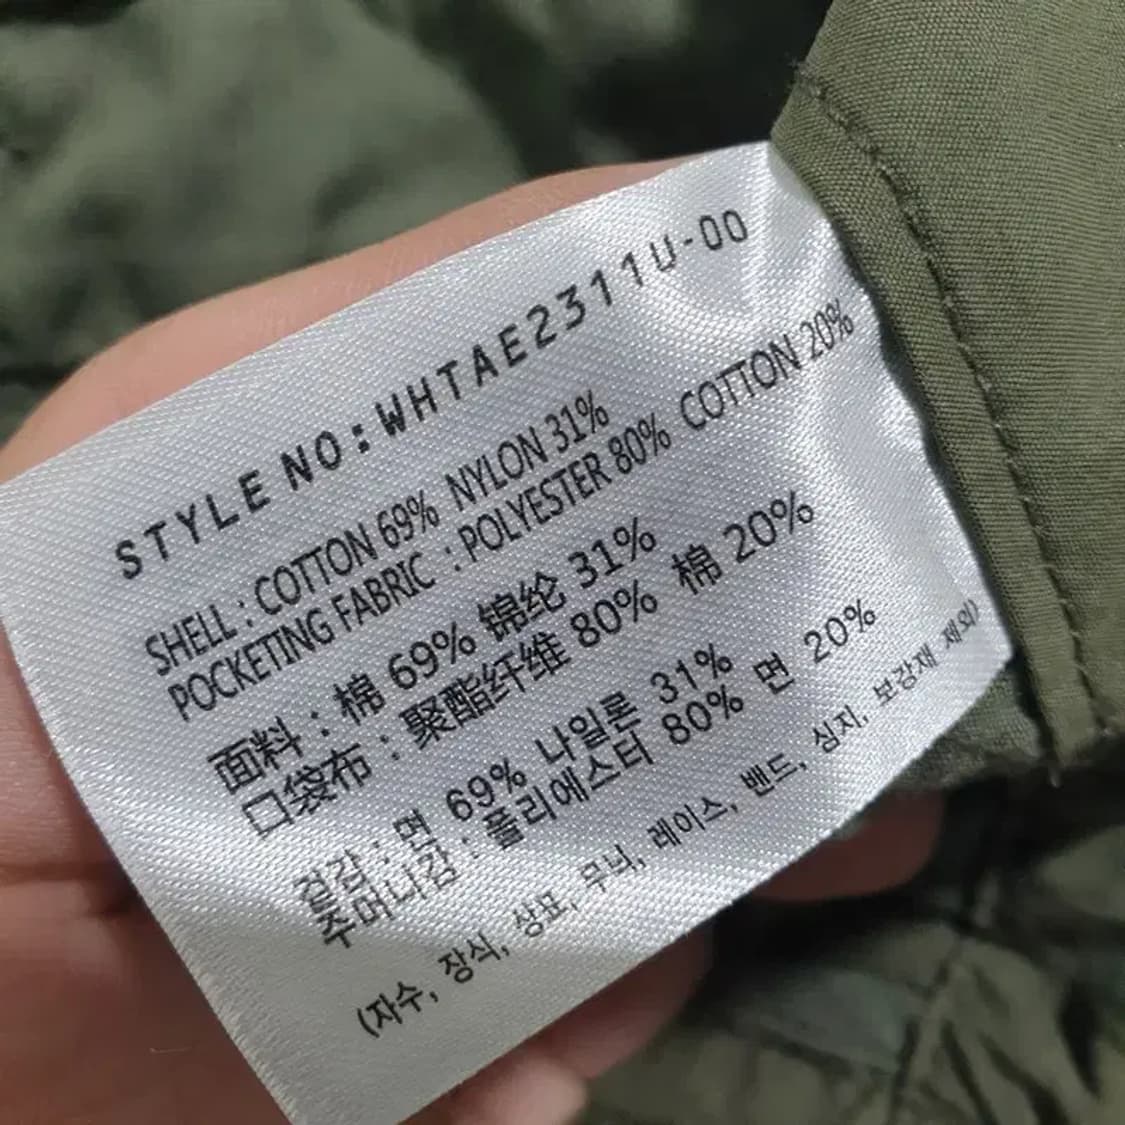 STYLE NO:WHTAE2311U-00
SHELL : COTTON 69% NYLON 31%
POCKETING FABRIC : POLYESTER 80% COTTON 20%
面料 : 棉 69% 锦纶 31%
口袋布 : 聚酯纤维 80% 棉 20%
겉감 : 면 69% 나일론 31%
주머니감 : 폴리에스터 80% 면 20%
(자수, 장식, 상표, 무늬, 레이스, 밴드, 심지, 보강재 제외)